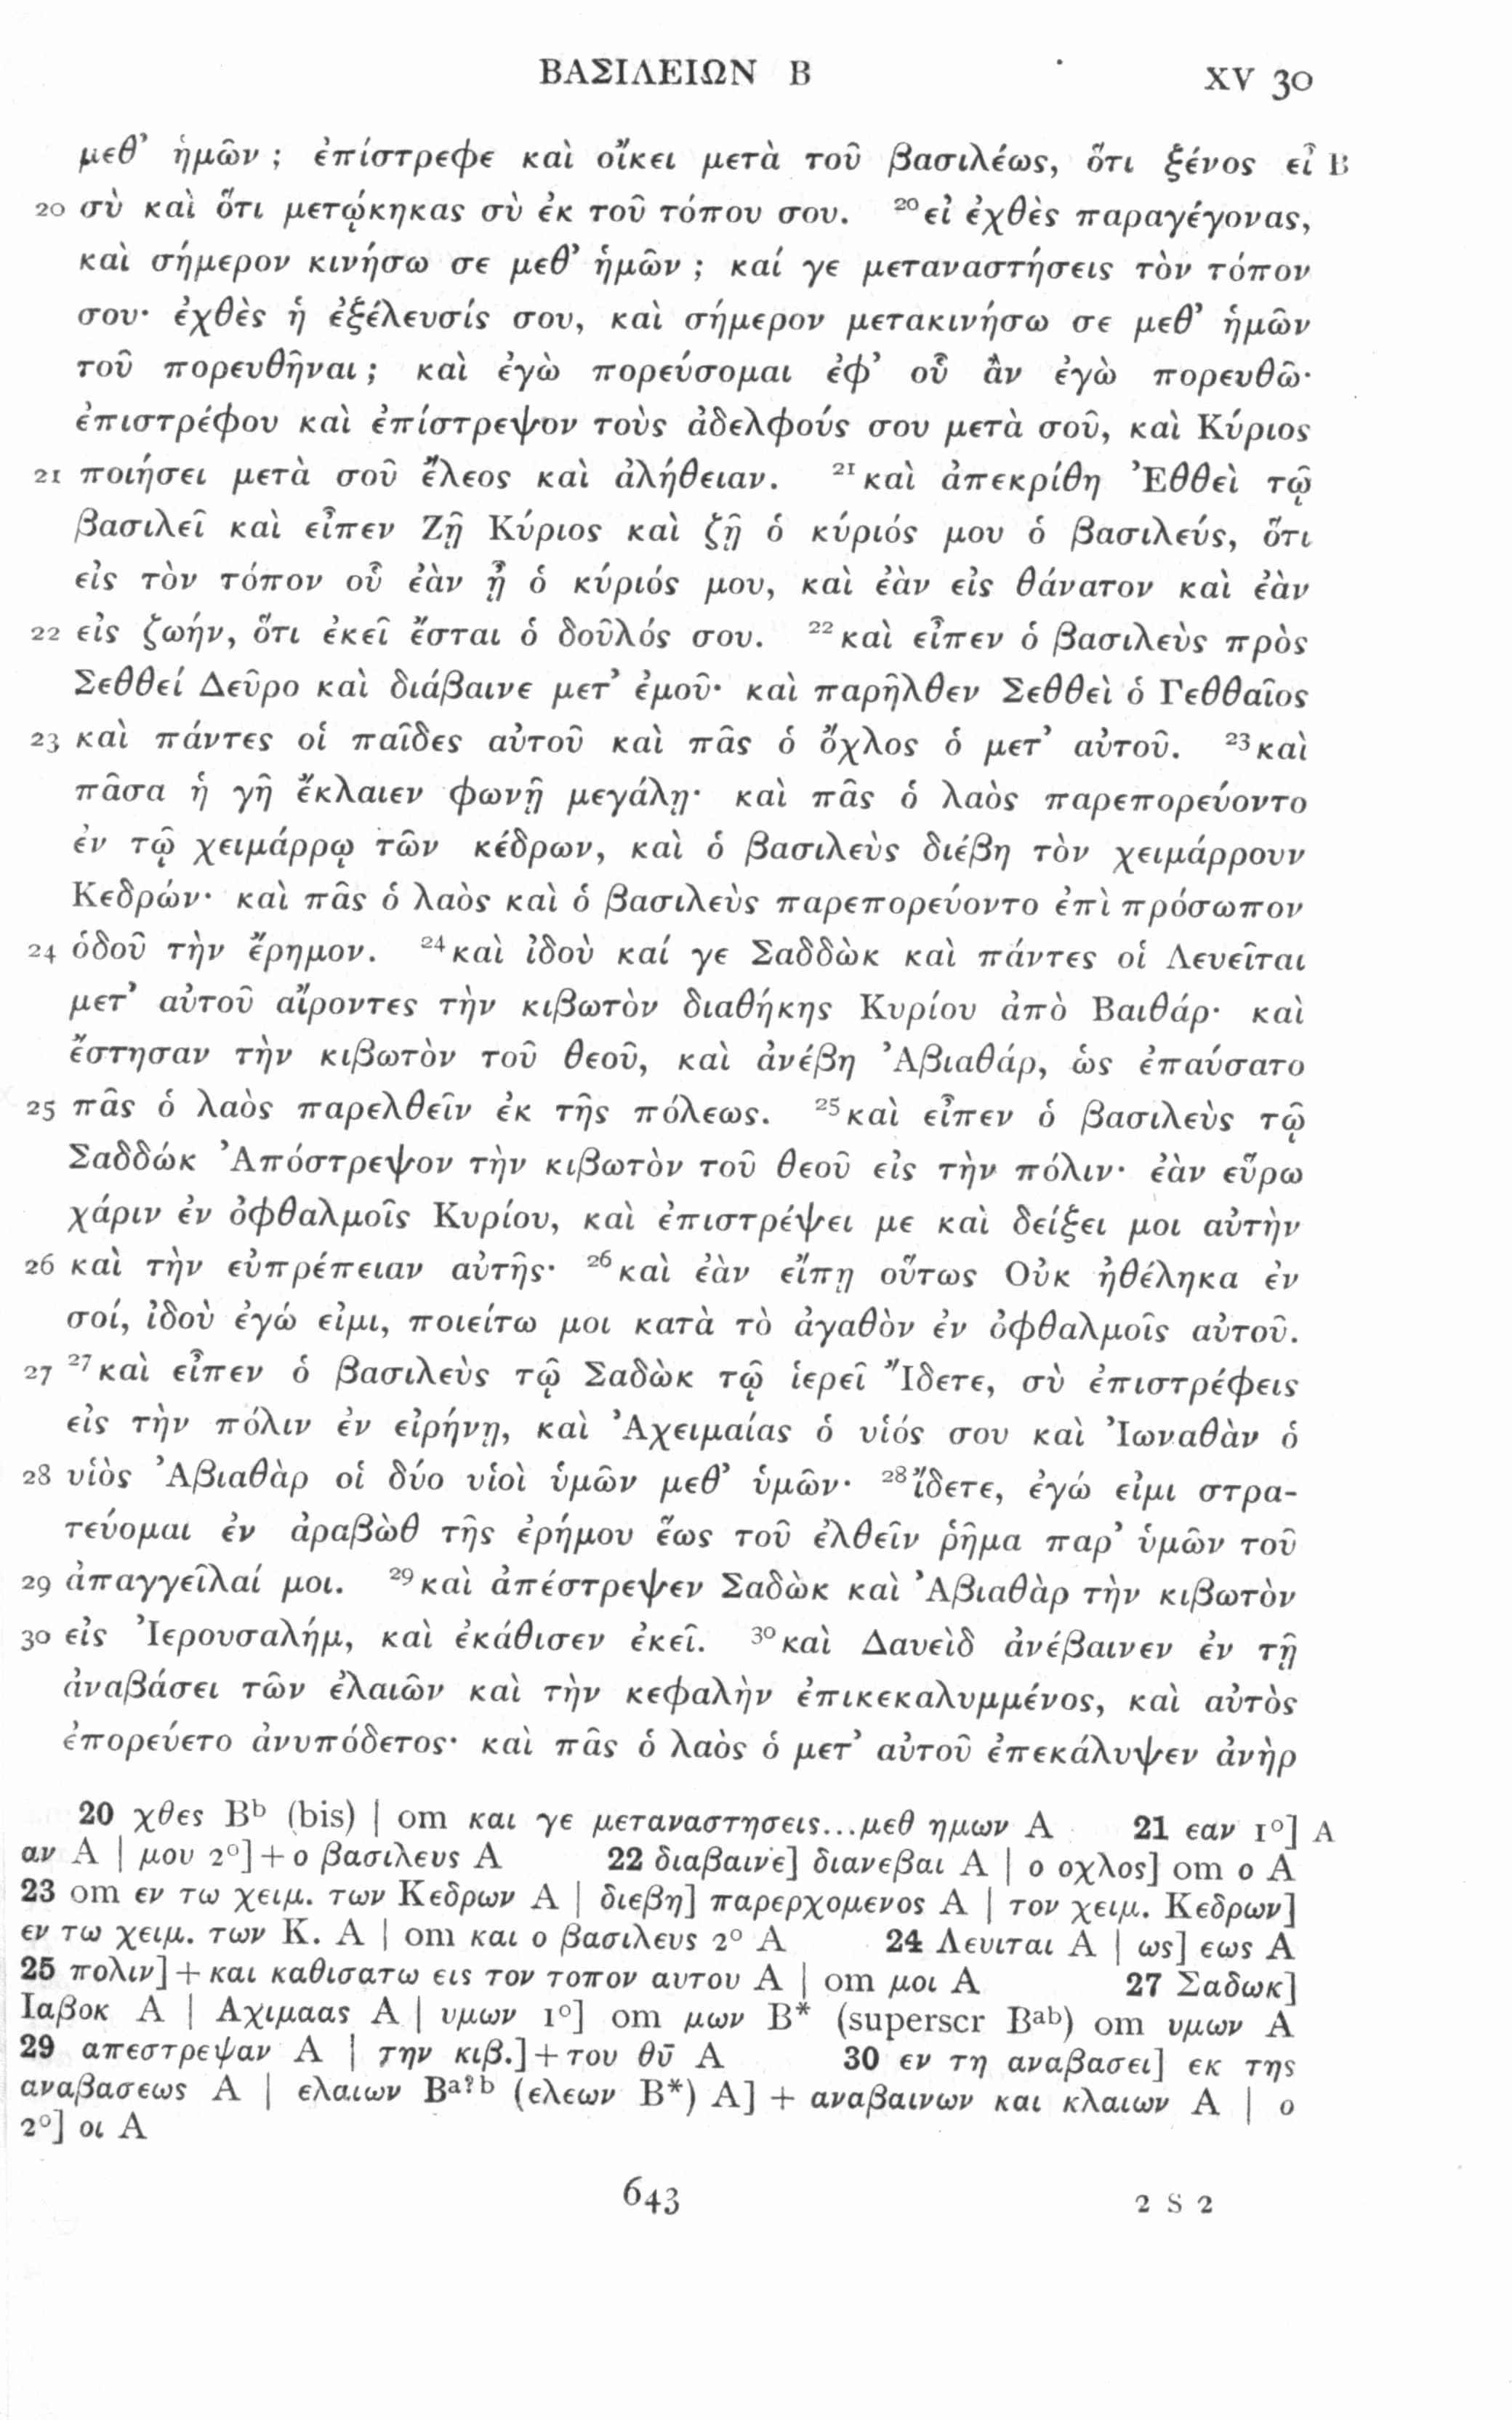 ΒΑΣΙΛΕΙΩΝ Β XV 30
μεθ’ ἡμῶν ; ἐπίστρεφε καὶ οἴκει μετὰ τοῦ βασιλέως, ὅτι ξένος εἶ B
20 σὺ καὶ ὅτι μετῴκηκας σὺ ἐκ τοῦ τόπου σου. ²⁰εἰ ἐχθὲς παραγέγονας,
καὶ σήμερον κινήσω σε μεθ’ ἡμῶν ; καί γε μεταναστήσεις τὸν τόπον
σου· ἐχθὲς ἡ ἐξέλευσίς σου, καὶ σήμερον μετακινήσω σε μεθ’ ἡμῶν
τοῦ πορευθῆναι ; καὶ ἐγὼ πορεύσομαι ἐφ’ οὗ ἂν ἐγὼ πορευθῶ·
ἐπιστρέφου καὶ ἐπίστρεψον τοὺς ἀδελφούς σου μετὰ σοῦ, καὶ Κύριος
21 ποιήσει μετὰ σοῦ ἔλεος καὶ ἀλήθειαν. ²¹καὶ ἀπεκρίθη Ἐθθεὶ τῷ
βασιλεῖ καὶ εἶπεν Ζῇ Κύριος καὶ ζῇ ὁ κύριός μου ὁ βασιλεύς, ὅτι
εἰς τὸν τόπον οὗ ἐὰν ᾖ ὁ κύριός μου, καὶ ἐὰν εἰς θάνατον καὶ ἐὰν
22 εἰς ζωήν, ὅτι ἐκεῖ ἔσται ὁ δοῦλός σου. ²²καὶ εἶπεν ὁ βασιλεὺς πρὸς
Σεθθεί Δεῦρο καὶ διάβαινε μετ’ ἐμοῦ· καὶ παρῆλθεν Σεθθεὶ ὁ Γεθθαῖος
23 καὶ πάντες οἱ παῖδες αὐτοῦ καὶ πᾶς ὁ ὄχλος ὁ μετ’ αὐτοῦ. ²³καὶ
πᾶσα ἡ γῆ ἔκλαιεν φωνῇ μεγάλῃ· καὶ πᾶς ὁ λαὸς παρεπορεύοντο
ἐν τῷ χειμάρρῳ τῶν κέδρων, καὶ ὁ βασιλεὺς διέβη τὸν χειμάρρουν
Κεδρών· καὶ πᾶς ὁ λαὸς καὶ ὁ βασιλεὺς παρεπορεύοντο ἐπὶ πρόσωπον
24 ὁδοῦ τὴν ἔρημον. ²⁴καὶ ἰδοὺ καί γε Σαδδὼκ καὶ πάντες οἱ Λευεῖται
μετ’ αὐτοῦ αἴροντες τὴν κιβωτὸν διαθήκης Κυρίου ἀπὸ Βαιθάρ· καὶ
ἔστησαν τὴν κιβωτὸν τοῦ θεοῦ, καὶ ἀνέβη Ἀβιαθάρ, ὡς ἐπαύσατο
25 πᾶς ὁ λαὸς παρελθεῖν ἐκ τῆς πόλεως. ²⁵καὶ εἶπεν ὁ βασιλεὺς τῷ
Σαδδώκ Ἀπόστρεψον τὴν κιβωτὸν τοῦ θεοῦ εἰς τὴν πόλιν· ἐὰν εὕρω
χάριν ἐν ὀφθαλμοῖς Κυρίου, καὶ ἐπιστρέψει με καὶ δείξει μοι αὐτὴν
26 καὶ τὴν εὐπρέπειαν αὐτῆς· ²⁶καὶ ἐὰν εἴπῃ οὕτως Οὐκ ἠθέληκα ἐν
σοί, ἰδοὺ ἐγώ εἰμι, ποιείτω μοι κατὰ τὸ ἀγαθὸν ἐν ὀφθαλμοῖς αὐτοῦ.
27 ²⁷καὶ εἶπεν ὁ βασιλεὺς τῷ Σαδὼκ τῷ ἱερεῖ Ἴδετε, σὺ ἐπιστρέφεις
εἰς τὴν πόλιν ἐν εἰρήνῃ, καὶ Ἀχειμαίας ὁ υἱός σου καὶ Ἰωναθὰν ὁ
28 υἱὸς Ἀβιαθὰρ οἱ δύο υἱοὶ ὑμῶν μεθ’ ὑμῶν· ²⁸ἴδετε, ἐγώ εἰμι στρα-
τεύομαι ἐν ἀραβὼθ τῆς ἐρήμου ἕως τοῦ ἐλθεῖν ῥῆμα παρ’ ὑμῶν τοῦ
29 ἀπαγγεῖλαί μοι. ²⁹καὶ ἀπέστρεψεν Σαδὼκ καὶ Ἀβιαθὰρ τὴν κιβωτὸν
30 εἰς Ἰερουσαλήμ, καὶ ἐκάθισεν ἐκεῖ. ³⁰καὶ Δαυεὶδ ἀνέβαινεν ἐν τῇ
ἀναβάσει τῶν ἐλαιῶν καὶ τὴν κεφαλὴν ἐπικεκαλυμμένος, καὶ αὐτὸς
ἐπορεύετο ἀνυπόδετος· καὶ πᾶς ὁ λαὸς ὁ μετ’ αὐτοῦ ἐπεκάλυψεν ἀνὴρ
20 χθες Bᵇ (bis) | om και γε μεταναστησεις...μεθ ημων A 21 εαν 1°] A
αν A | μου 2°]+ο βασιλευς A 22 διαβαινε] διανεβαι A | ο οχλος] om ο A
23 om εν τω χειμ. των Κεδρων A | διεβη] παρερχομενος A | τον χειμ. Κεδρων]
εν τω χειμ. των Κ. A | om και ο βασιλευς 2° A 24 Λευιται A | ως] εως A
25 πολιν]+και καθισατω εις τον τοπον αυτου A | om μοι A 27 Σαδωκ]
Ιαβοκ A | Αχιμαας A | υμων 1°] om μων B* (superscr Bᵃᵇ) om υμων A
29 απεστρεψαν A | την κιβ.]+του θῡ A 30 εν τη αναβασει] εκ της
αναβασεως A | ελαιων Bᵃ?ᵇ (ελεων B*) A] + αναβαινων και κλαιων A | ο
2°] οι A
643 2 S 2